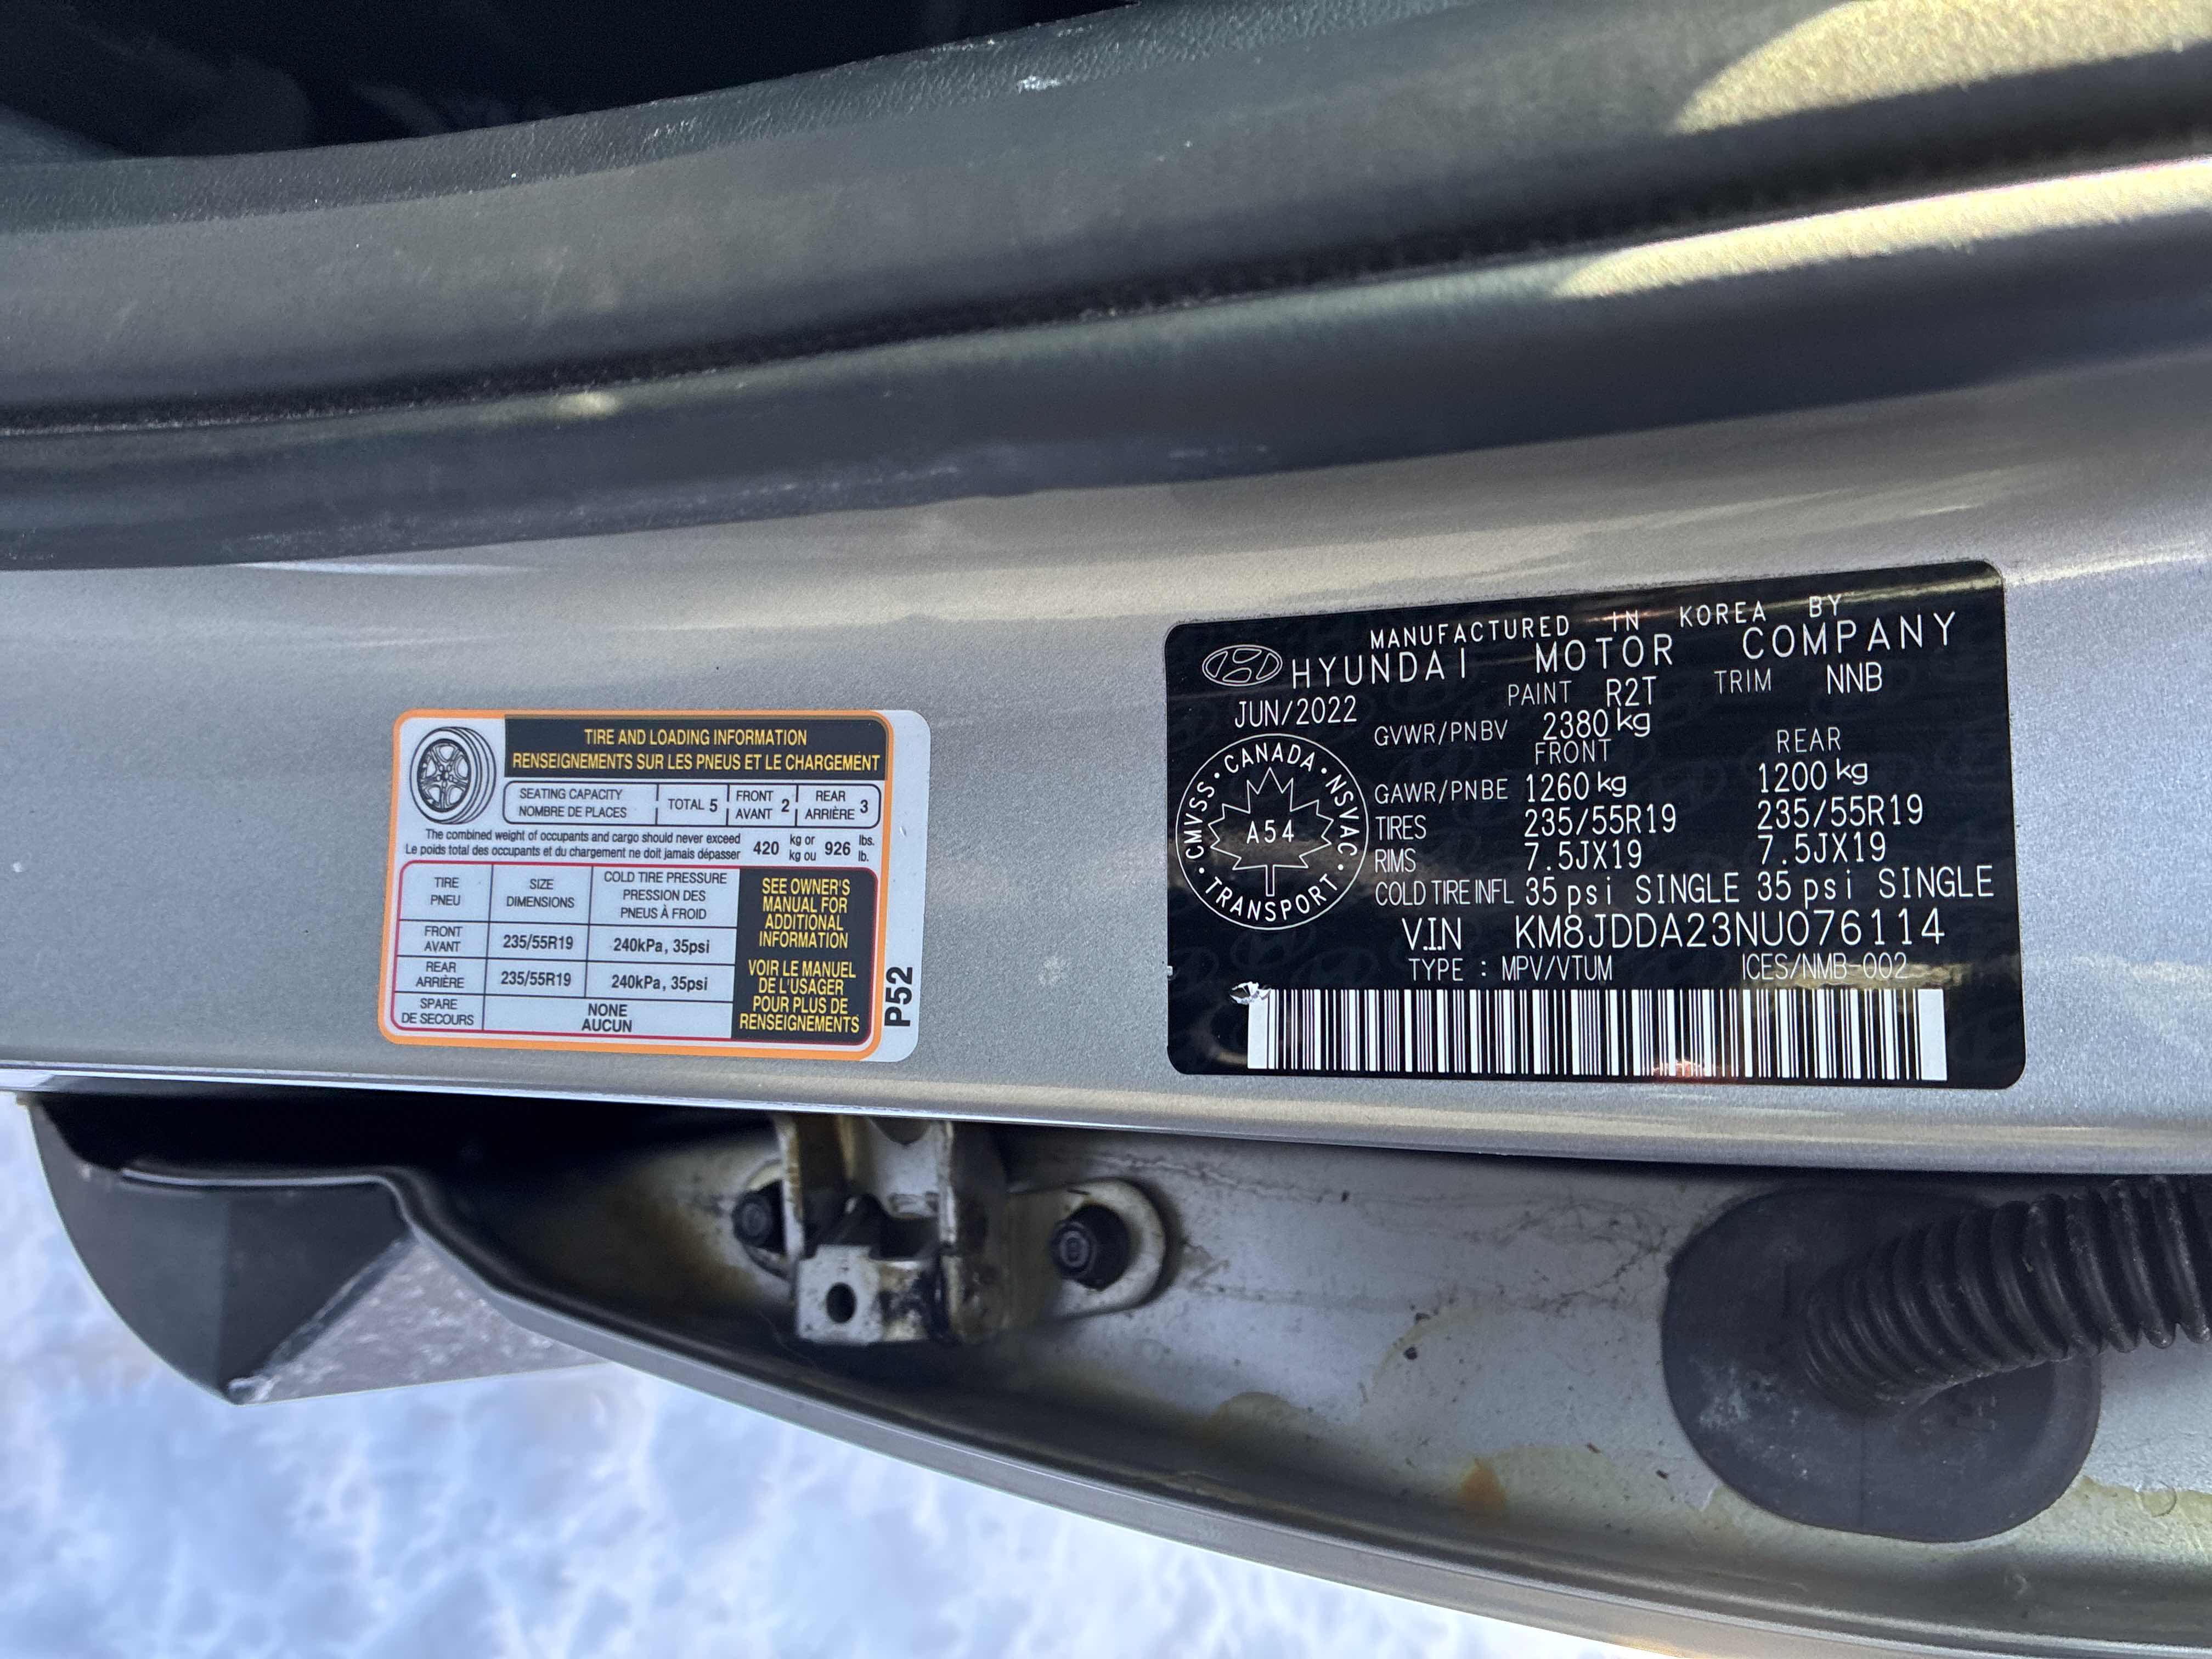 TIRE AND LOADING INFORMATION
RENSEIGNEMENTS SUR LES PNEUS ET LE CHARGEMENT
SEATING CAPACITY
NOMBRE DE PLACES
TOTAL 5
FRONT
AVANT 2
REAR
ARRIÈRE 3
The combined weight of occupants and cargo should never exceed
Le poids total des occupants et du chargement ne doit jamais dépasser
420 kg or
kg ou 926 lbs.
lb.
TIRE
PNEU
SIZE
DIMENSIONS
COLD TIRE PRESSURE
PRESSION DES
PNEUS À FROID
FRONT
AVANT
235/55R19
240kPa, 35psi
REAR
ARRIÈRE
235/55R19
240kPa, 35psi
SPARE
DE SECOURS
NONE
AUCUN
SEE OWNER'S
MANUAL FOR
ADDITIONAL
INFORMATION
VOIR LE MANUEL
DE L'USAGER
POUR PLUS DE
RENSEIGNEMENTS
P52
MANUFACTURED IN KOREA BY
HYUNDAI MOTOR COMPANY
PAINT R2T TRIM NNB
JUN/2022
GVWR/PNBV 2380 kg
FRONT REAR
GAWR/PNBE 1260 kg 1200 kg
TIRES 235/55R19 235/55R19
RIMS 7.5JX19 7.5JX19
COLD TIRE INFL 35 psi SINGLE 35 psi SINGLE
V.I.N KM8JDDA23NU076114
TYPE : MPV/VTUM ICES/NMB-002
CMVSS · CANADA · NSVAC · TRANSPORT ·
A54